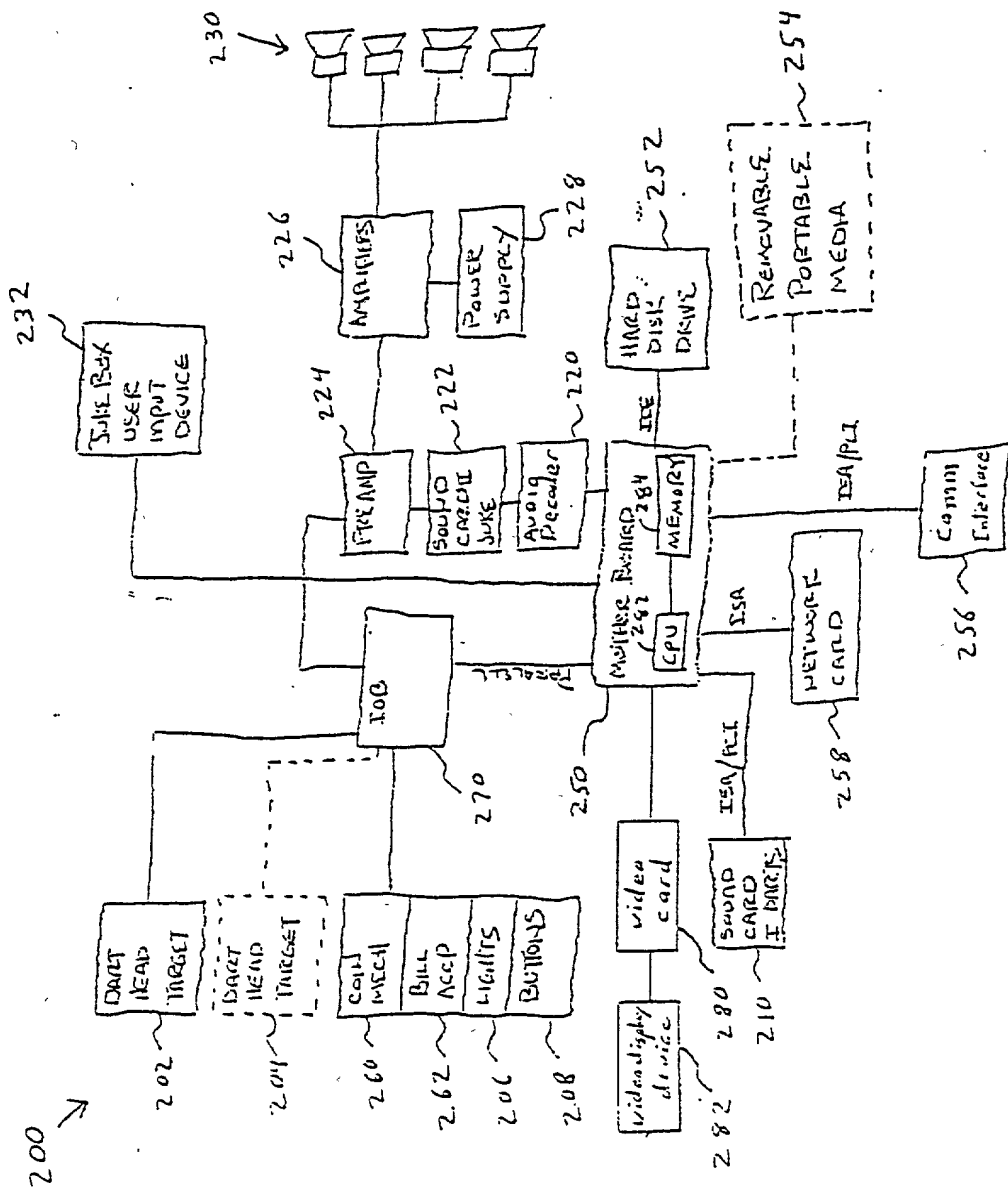 200
202
DART
HEAD
TARGET
204
DART
HEAD
TARGET
260
COIN
MECH
262
BILL
ACCP
206
LIGHTS
208
BUTTONS
282
video display
device
280
video
card
210
SOUND
CARD
I DARTS
ISA/PCI
270
IOB
PARALLEL
250
MOTHER BOARD
282
CPU
284
MEMORY
258
NETWORK
CARD
ISA
256
Comm
Interface
ISA/PCI
232
JUKE BOX
USER
INPUT
DEVICE
224
PREAMP
222
SOUND
CARD II
JUKE
220
Audio
Decoder
226
AMPLIFIERS
228
POWER
SUPPLY
230
252
HARD
DISK
DRIVE
IDE
254
REMOVABLE
PORTABLE
MEDIA